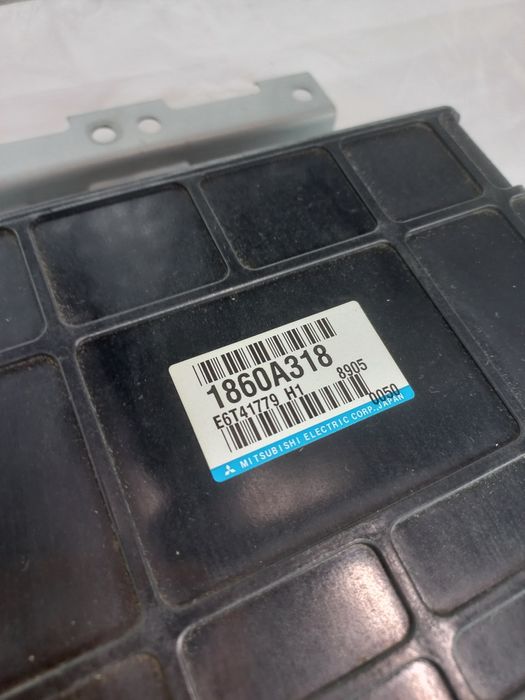 1860A318
E6T41779 H1 8905
0050
MITSUBISHI ELECTRIC CORP. JAPAN